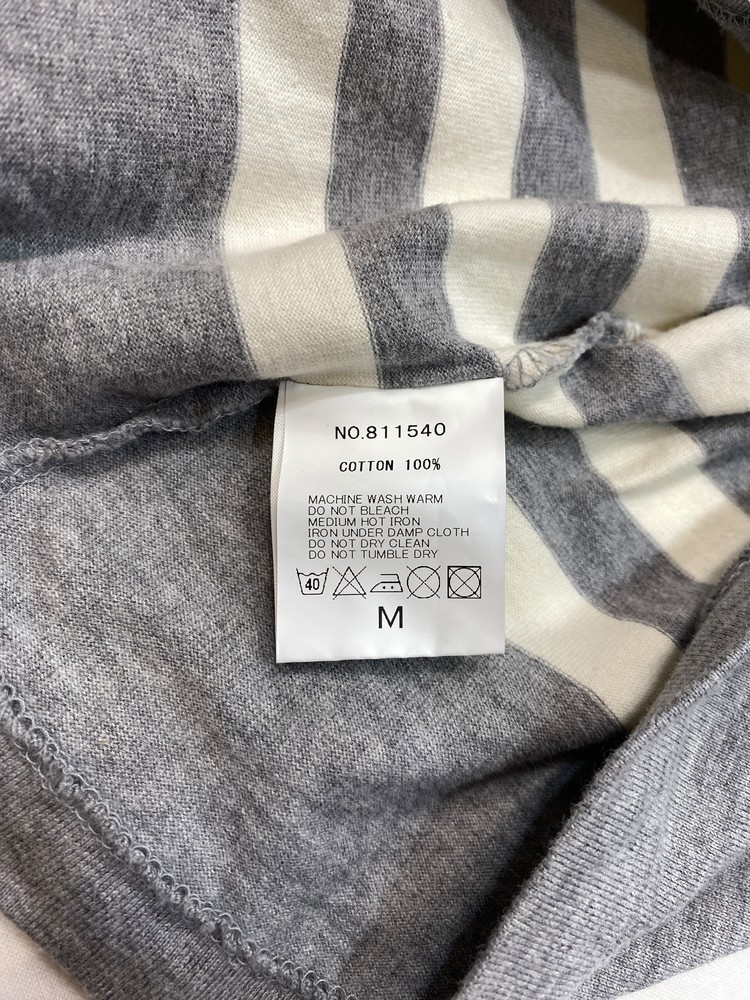 NO.811540
COTTON 100%
MACHINE WASH WARM
DO NOT BLEACH
MEDIUM HOT IRON
IRON UNDER DAMP CLOTH
DO NOT DRY CLEAN
DO NOT TUMBLE DRY
40
M